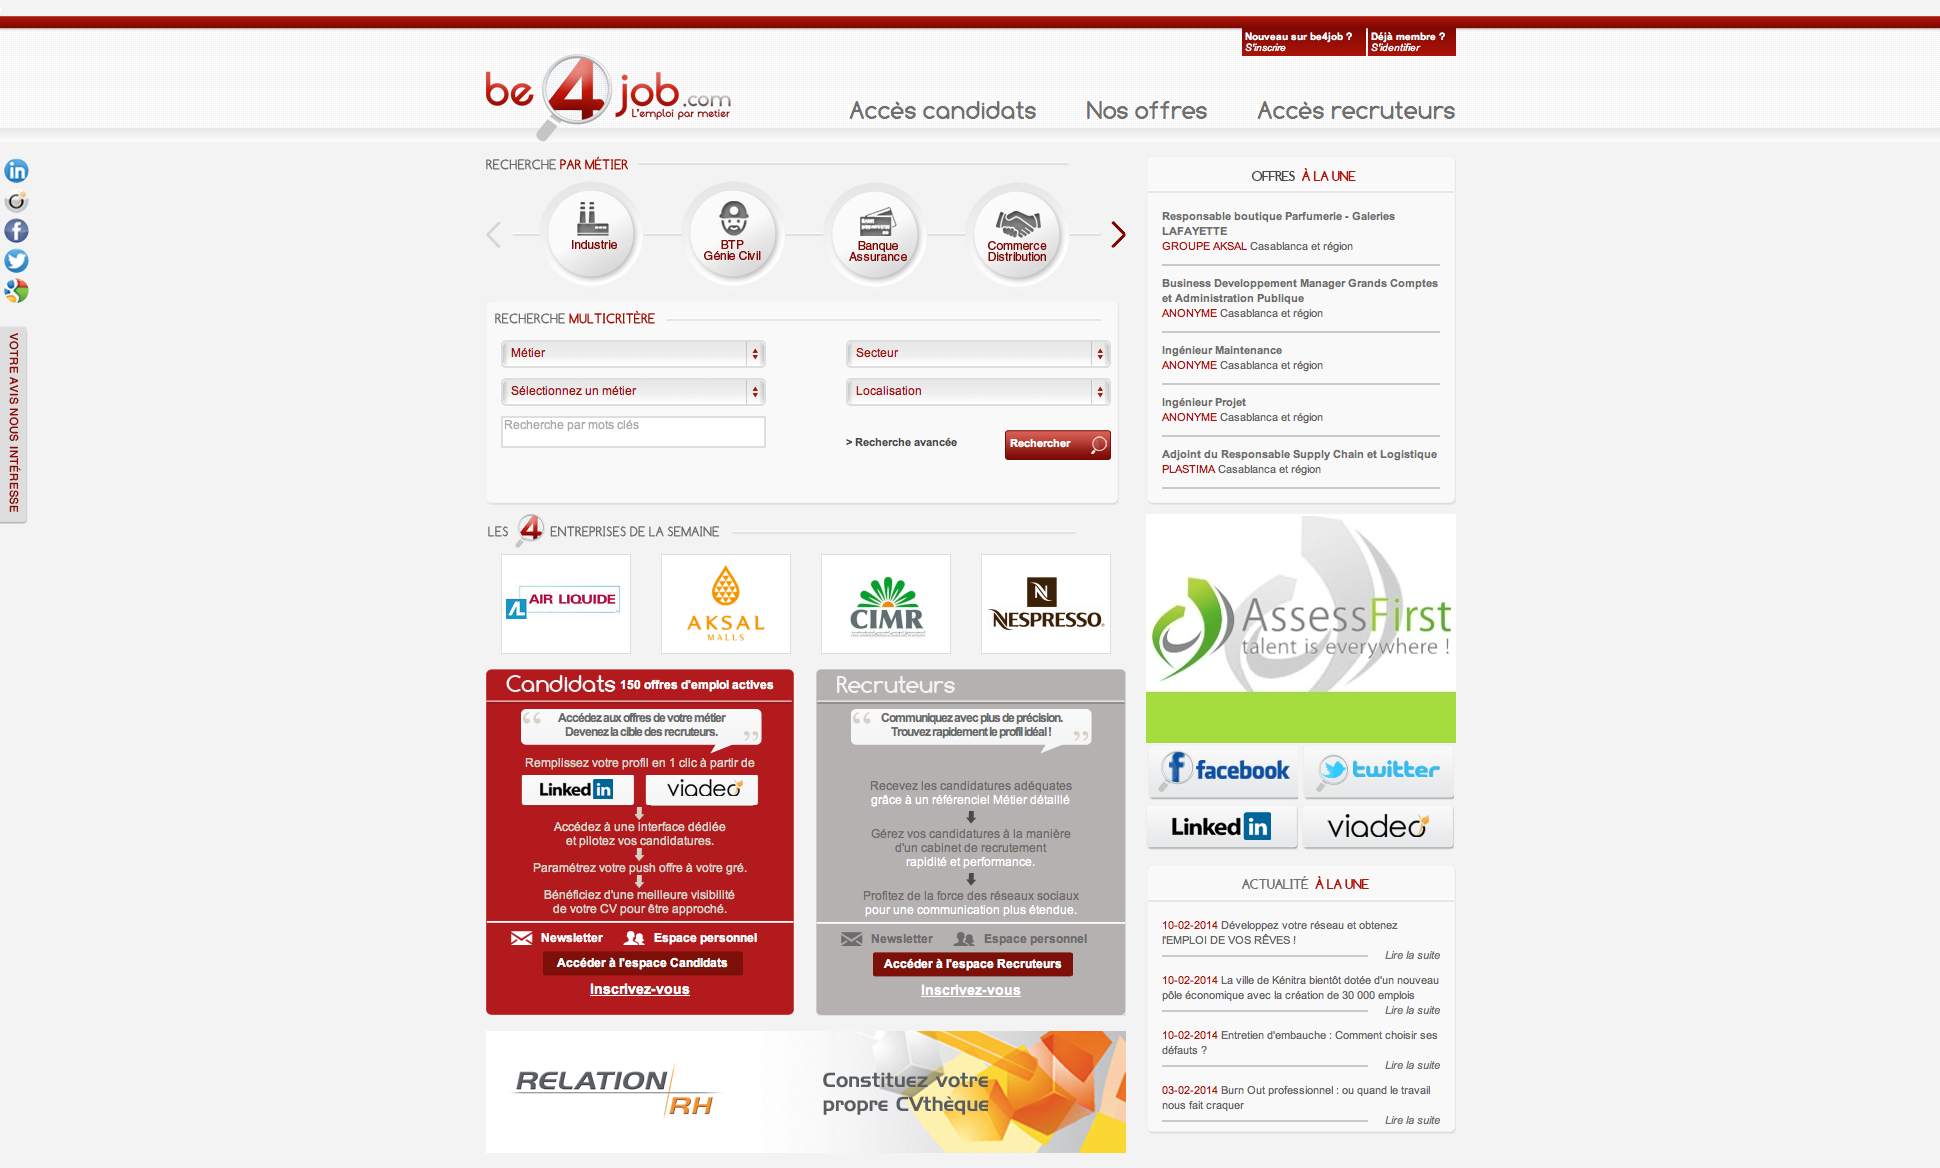 Nouveau sur be4job ?
S'inscrire
Déjà membre ?
S'identifier
be4job.com
L'emploi par metier
Accès candidats
Nos offres
Accès recruteurs
RECHERCHE PAR MÉTIER
Industrie
BTP
Génie Civil
Banque
Assurance
Commerce
Distribution
RECHERCHE MULTICRITÈRE
Métier
Secteur
Sélectionnez un métier
Localisation
Recherche par mots clés
> Recherche avancée
Rechercher
VOTRE AVIS NOUS INTÉRESSE
LES 4 ENTREPRISES DE LA SEMAINE
AIR LIQUIDE
AKSAL
MALLS
CIMR
NESPRESSO
Candidats 150 offres d'emploi actives
Accédez aux offres de votre métier
Devenez la cible des recruteurs.
Remplissez votre profil en 1 clic à partir de
Linked in
viadeo
Accédez à une interface dédiée
et pilotez vos candidatures.
Paramétrez votre push offre à votre gré.
Bénéficiez d'une meilleure visibilité
de votre CV pour être approché.
Newsletter
Espace personnel
Accéder à l'espace Candidats
Inscrivez-vous
Recruteurs
Communiquez avec plus de précision.
Trouvez rapidement le profil idéal !
Recevez les candidatures adéquates
grâce à un référenciel Métier détaillé
Gérez vos candidatures à la manière
d'un cabinet de recrutement
rapidité et performance.
Profitez de la force des réseaux sociaux
pour une communication plus étendue.
Newsletter
Espace personnel
Accéder à l'espace Recruteurs
Inscrivez-vous
RELATION
RH
Constituez votre
propre CVthèque
OFFRES À LA UNE
Responsable boutique Parfumerie - Galeries
LAFAYETTE
GROUPE AKSAL Casablanca et région
Business Developpement Manager Grands Comptes
et Administration Publique
ANONYME Casablanca et région
Ingénieur Maintenance
ANONYME Casablanca et région
Ingénieur Projet
ANONYME Casablanca et région
Adjoint du Responsable Supply Chain et Logistique
PLASTIMA Casablanca et région
AssessFirst
talent is everywhere !
facebook
twitter
Linked in
viadeo
ACTUALITÉ À LA UNE
10-02-2014 Développez votre réseau et obtenez
l'EMPLOI DE VOS RÊVES !
Lire la suite
10-02-2014 La ville de Kénitra bientôt dotée d'un nouveau
pôle économique avec la création de 30 000 emplois
Lire la suite
10-02-2014 Entretien d'embauche : Comment choisir ses
défauts ?
Lire la suite
03-02-2014 Burn Out professionnel : ou quand le travail
nous fait craquer
Lire la suite